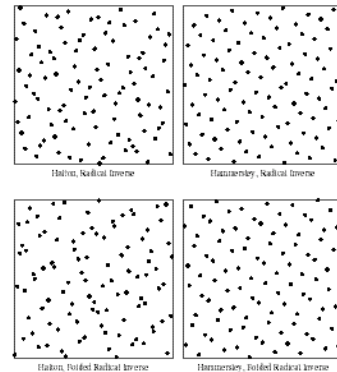 Halton, Radical Inverse
Hammersley, Radical Inverse
Halton, Folded Radical Inverse
Hammersley, Folded Radical Inverse